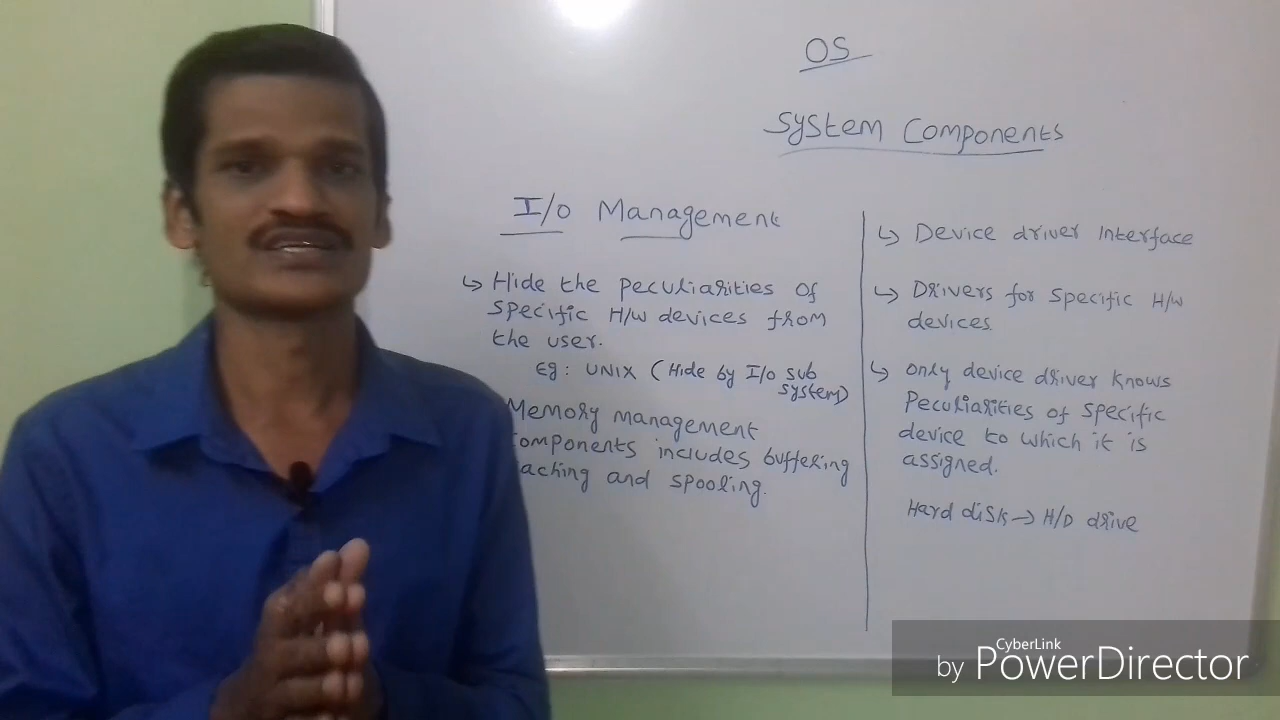 OS
System Components
I/O Management
↳ Hide the peculiarities of
specific H/w devices from
the user.
Eg: UNIX (Hide by I/O sub
system)
Memory management
omponents includes buffering
aching and spooling.
↳ Device driver Interface
↳ Drivers for specific H/w
devices
↳ only device driver knows
Peculiarities of specific
device to which it is
assigned.
Hard disk → H/D drive
CyberLink
by PowerDirector